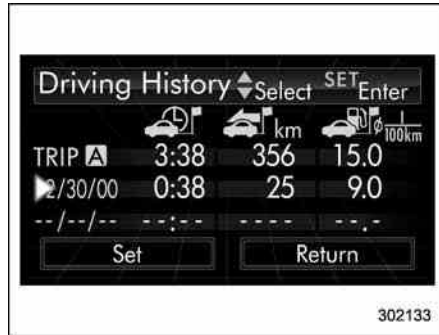 Driving History Select SET Enter
km ø l/100km
TRIP A 3:38 356 15.0
2/30/00 0:38 25 9.0
--/--/-- --:-- ---- --.-
Set Return
302133